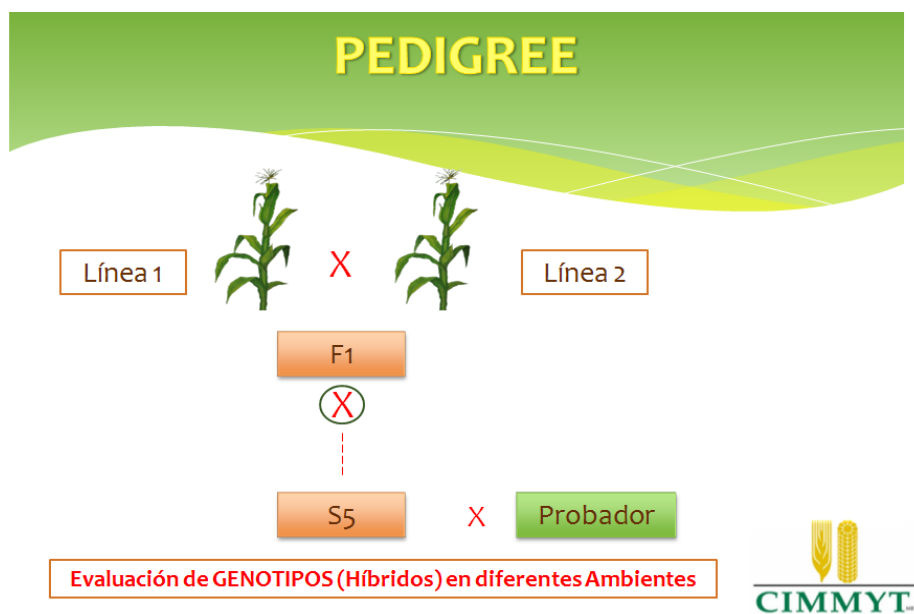 PEDIGREE
Línea 1
X
Línea 2
F1
X
S5
X
Probador
Evaluación de GENOTIPOS (Híbridos) en diferentes Ambientes
CIMMYT